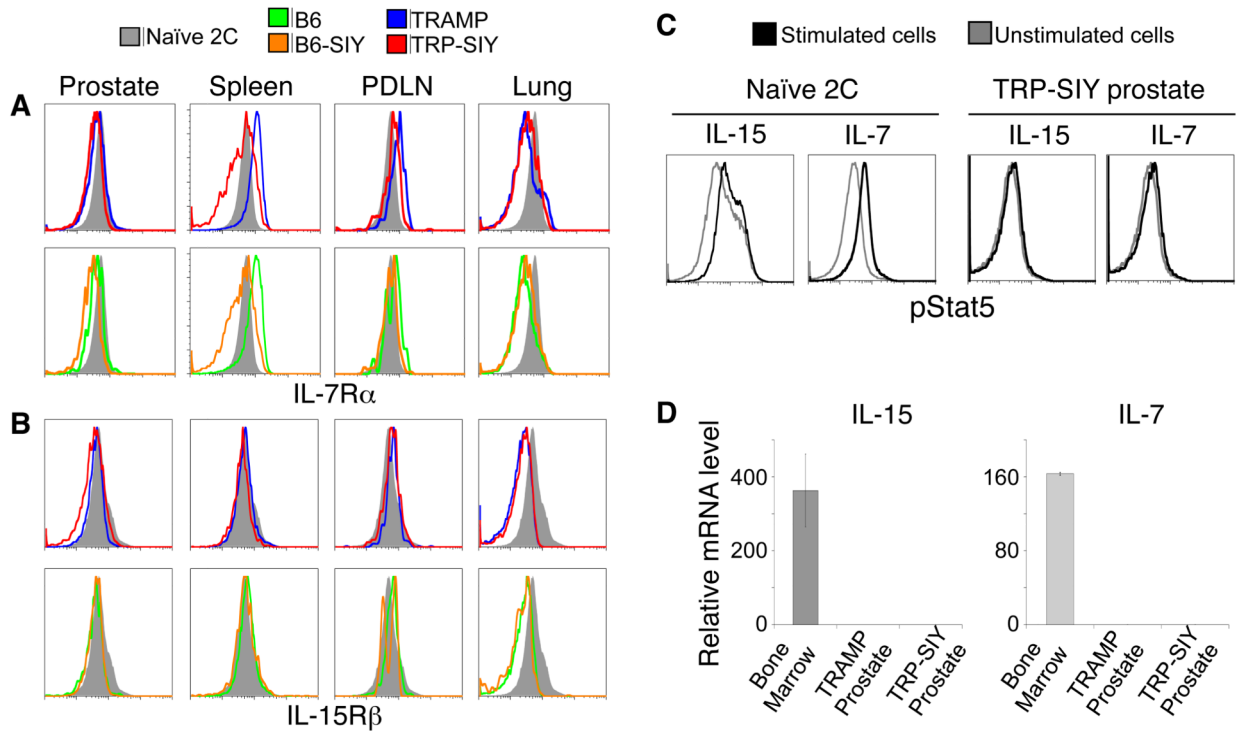 Naïve 2C
B6
B6-SIY
TRAMP
TRP-SIY
A
Prostate
Spleen
PDLN
Lung
IL-7Rα
B
IL-15Rβ
C
Stimulated cells
Unstimulated cells
Naïve 2C
TRP-SIY prostate
IL-15
IL-7
IL-15
IL-7
pStat5
D
IL-15
IL-7
Relative mRNA level
400
200
0
160
80
0
Bone
Marrow
TRAMP
Prostate
TRP-SIY
Prostate
Bone
Marrow
TRAMP
Prostate
TRP-SIY
Prostate